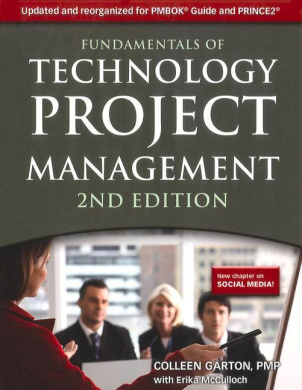 Updated and reorganized for PMBOK® Guide and PRINCE2®
FUNDAMENTALS OF
TECHNOLOGY
PROJECT
MANAGEMENT
2ND EDITION
New chapter on
SOCIAL MEDIA!
COLLEEN GARTON, PMP
with Erika McCulloch